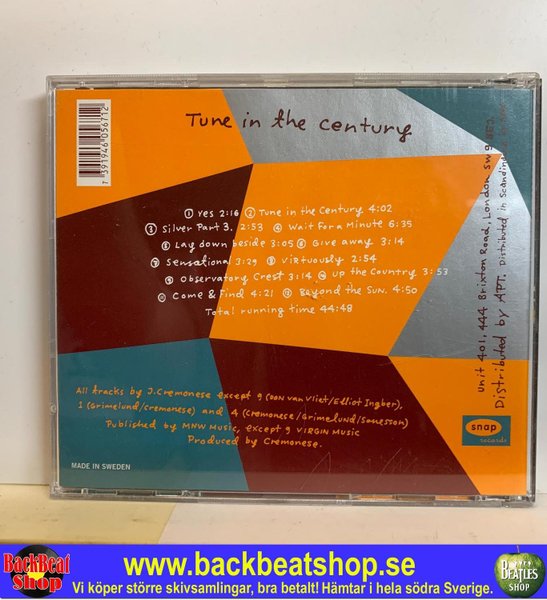 Tune in the century
7 391946 056712
① Yes 2:16 ② Tune in the Century 4:02
③ Silver Part 3. 2:53 ④ Wait for a Minute 6:35
⑤ Lay down beside 3:05 ⑥ Give away 3:14
⑦ Sensational 3:29 ⑧ Virtuously 2:54
⑨ Observatory Crest 3:14 ⑩ Up the Country 3:53
⑪ Come & Find 4:21 ⑫ Beyond the Sun. 4:50
Total running time 44:48
All tracks by J. Cremonese except 9 (Don van Vliet/Elliot Ingber),
1 (Grimelund/Cremonese) and 4 (Cremonese/Grimelund/Samesson)
Published by MNW Music, except 9 Virgin Music
Produced by Cremonese.
MADE IN SWEDEN
Unit 401, 444 Brixton Road, London SW9
Distributed by APT. Distributed in Scandinavia
snap
records
BackBeat
Shop
www.backbeatshop.se
Vi köper större skivsamlingar, bra betalt! Hämtar i hela södra Sverige.
BEATLES
SHOP